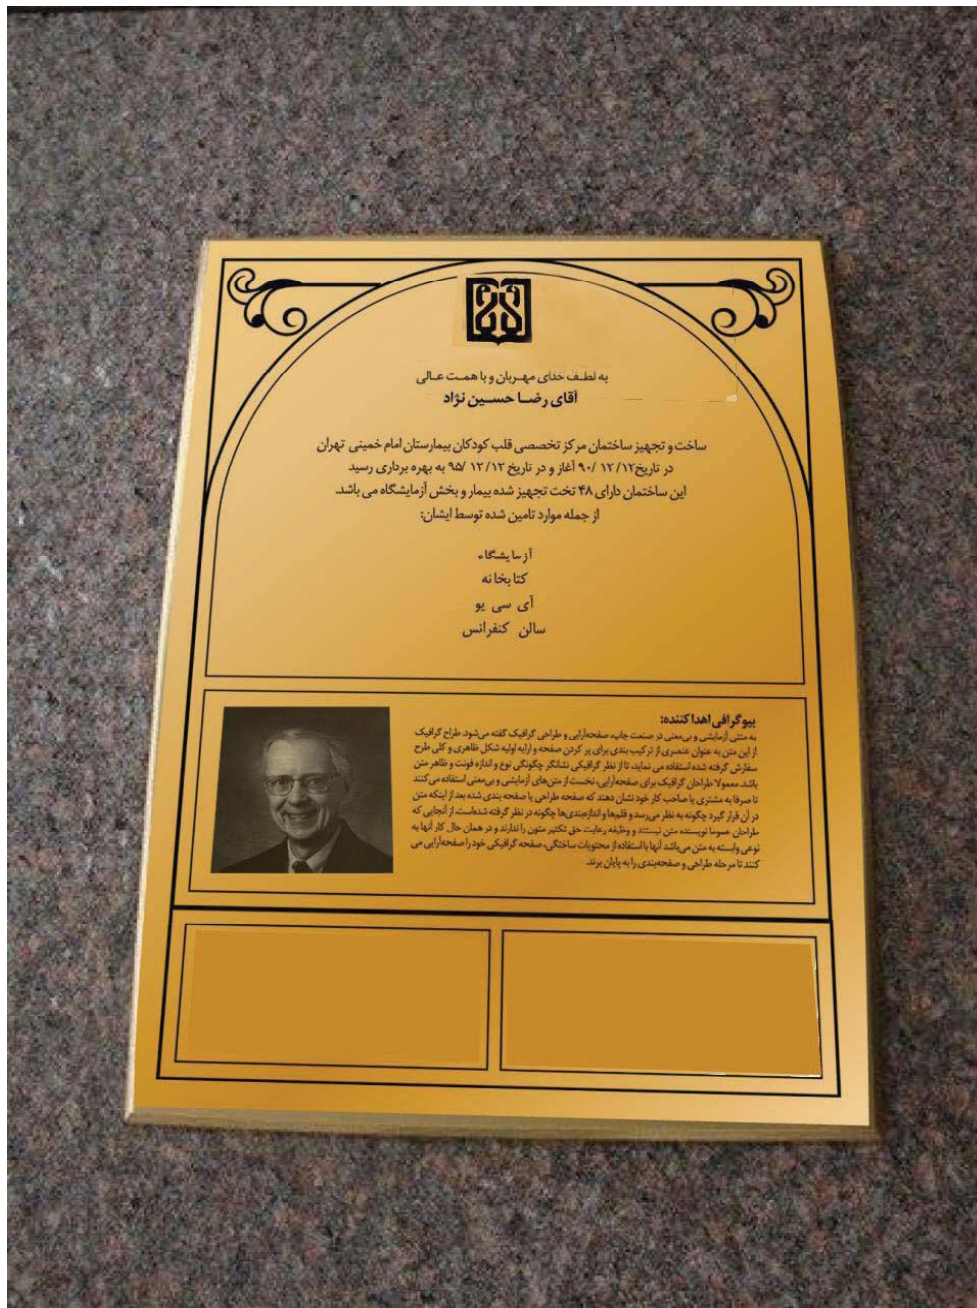 به لطف خدای مهربان و با همت عالی
آقای رضا حسین نژاد
ساخت و تجهیز ساختمان مرکز تخصصی قلب کودکان بیمارستان امام خمینی تهران
در تاریخ ۹۰/ ۱۲/ ۱۲ آغاز و در تاریخ ۹۵/ ۱۲/ ۱۲ به بهره برداری رسید
این ساختمان دارای ۴۸ تخت تجهیز شده بیمار و بخش آزمایشگاه می باشد.
از جمله موارد تامین شده توسط ایشان:
آزمایشگاه
کتابخانه
آی سی یو
سالن کنفرانس
بیوگرافی اهدا کننده:
به متنی آزمایشی و بی‌معنی در صنعت چاپ، صفحه‌آرایی و طراحی گرافیک گفته می‌شود. طراح گرافیک
از این متن به عنوان عنصری از ترکیب بندی برای پر کردن صفحه و ارایه اولیه شکل ظاهری و کلی طرح
سفارش گرفته شده استفاده می نماید، تا از نظر گرافیکی نشانگر چگونگی نوع و اندازه فونت و ظاهر متن
باشد. معمولا طراحان گرافیک برای صفحه‌آرایی، نخست از متن‌های آزمایشی و بی‌معنی استفاده می‌کنند
تا صرفا به مشتری یا صاحب کار خود نشان دهند که صفحه طراحی یا صفحه بندی شده بعد از اینکه متن
در آن قرار گیرد چگونه به نظر می‌رسد و قلم‌ها و اندازه‌بندی‌ها چگونه در نظر گرفته شده‌است. از آنجایی که
طراحان عموما نویسنده متن نیستند و وظیفه رعایت حق تکثیر متون را ندارند و در همان حال کار آنها به
نوعی وابسته به متن می‌باشد آنها با استفاده از محتویات ساختگی، صفحه گرافیکی خود را صفحه‌آرایی می
کنند تا مرحله طراحی و صفحه‌بندی را به پایان برند.